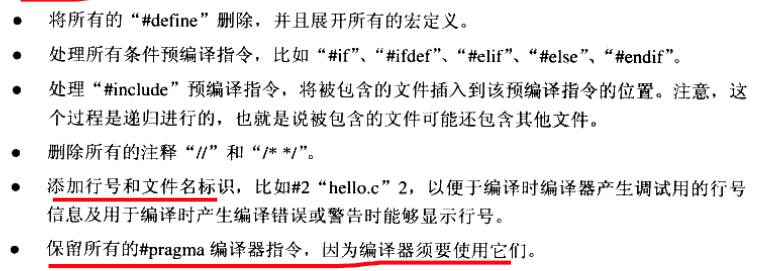 ● 将所有的“#define”删除，并且展开所有的宏定义。
● 处理所有条件预编译指令，比如“#if”、“#ifdef”、“#elif”、“#else”、“#endif”。
● 处理“#include”预编译指令，将被包含的文件插入到该预编译指令的位置。注意，这
个过程是递归进行的，也就是说被包含的文件可能还包含其他文件。
● 删除所有的注释“//”和“/* */”。
● 添加行号和文件名标识，比如#2“hello.c”2，以便于编译时编译器产生调试用的行号
信息及用于编译时产生编译错误或警告时能够显示行号。
● 保留所有的#pragma 编译器指令，因为编译器须要使用它们。